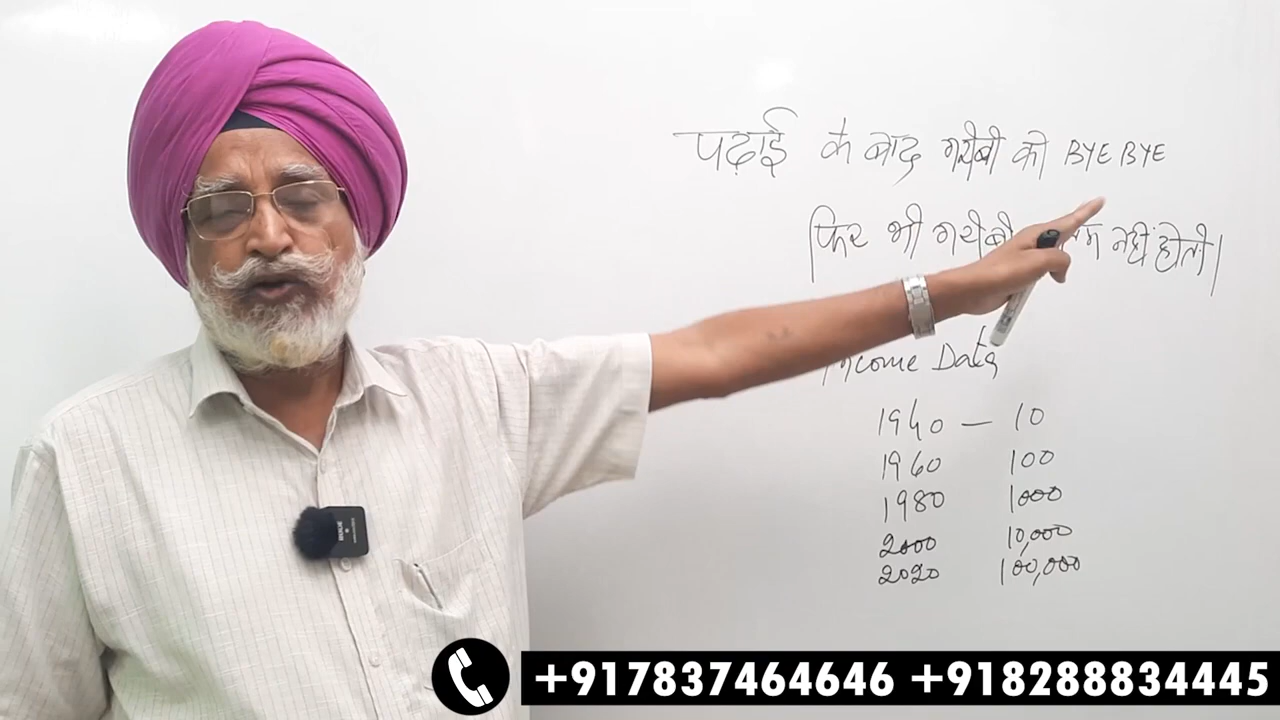 पढ़ाई के बाद गरीबी को BYE BYE
फिर भी गरीबी नहीं होती।
Income Data
1940 — 10
1960 100
1980 1000
2000 10,000
2020 100,000
+917837464646 +918288834445